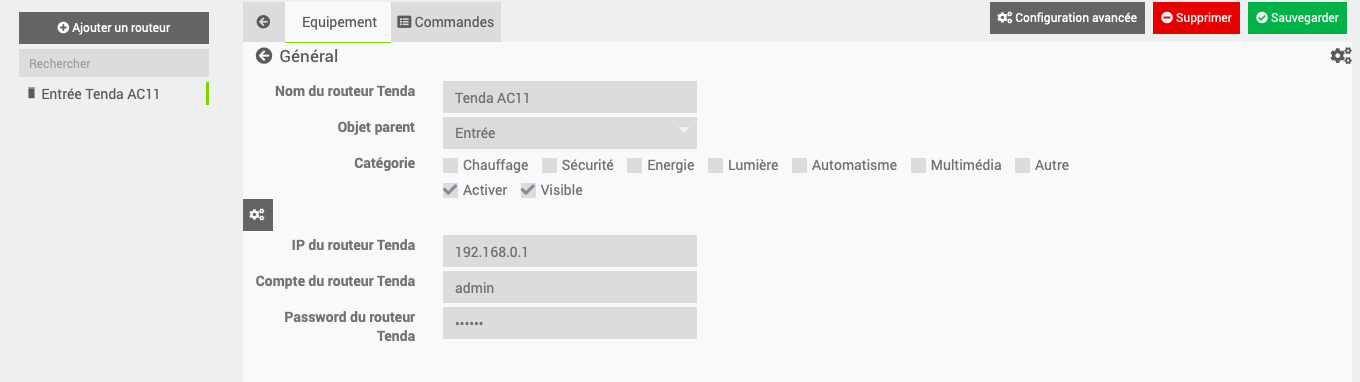 Ajouter un routeur
Rechercher
Entrée Tenda AC11
Equipement
Commandes
Configuration avancée
Supprimer
Sauvegarder
Général
Nom du routeur Tenda
Tenda AC11
Objet parent
Entrée
Catégorie
Chauffage Sécurité Energie Lumière Automatisme Multimédia Autre
Activer Visible
IP du routeur Tenda
192.168.0.1
Compte du routeur Tenda
admin
Password du routeur
Tenda
••••••